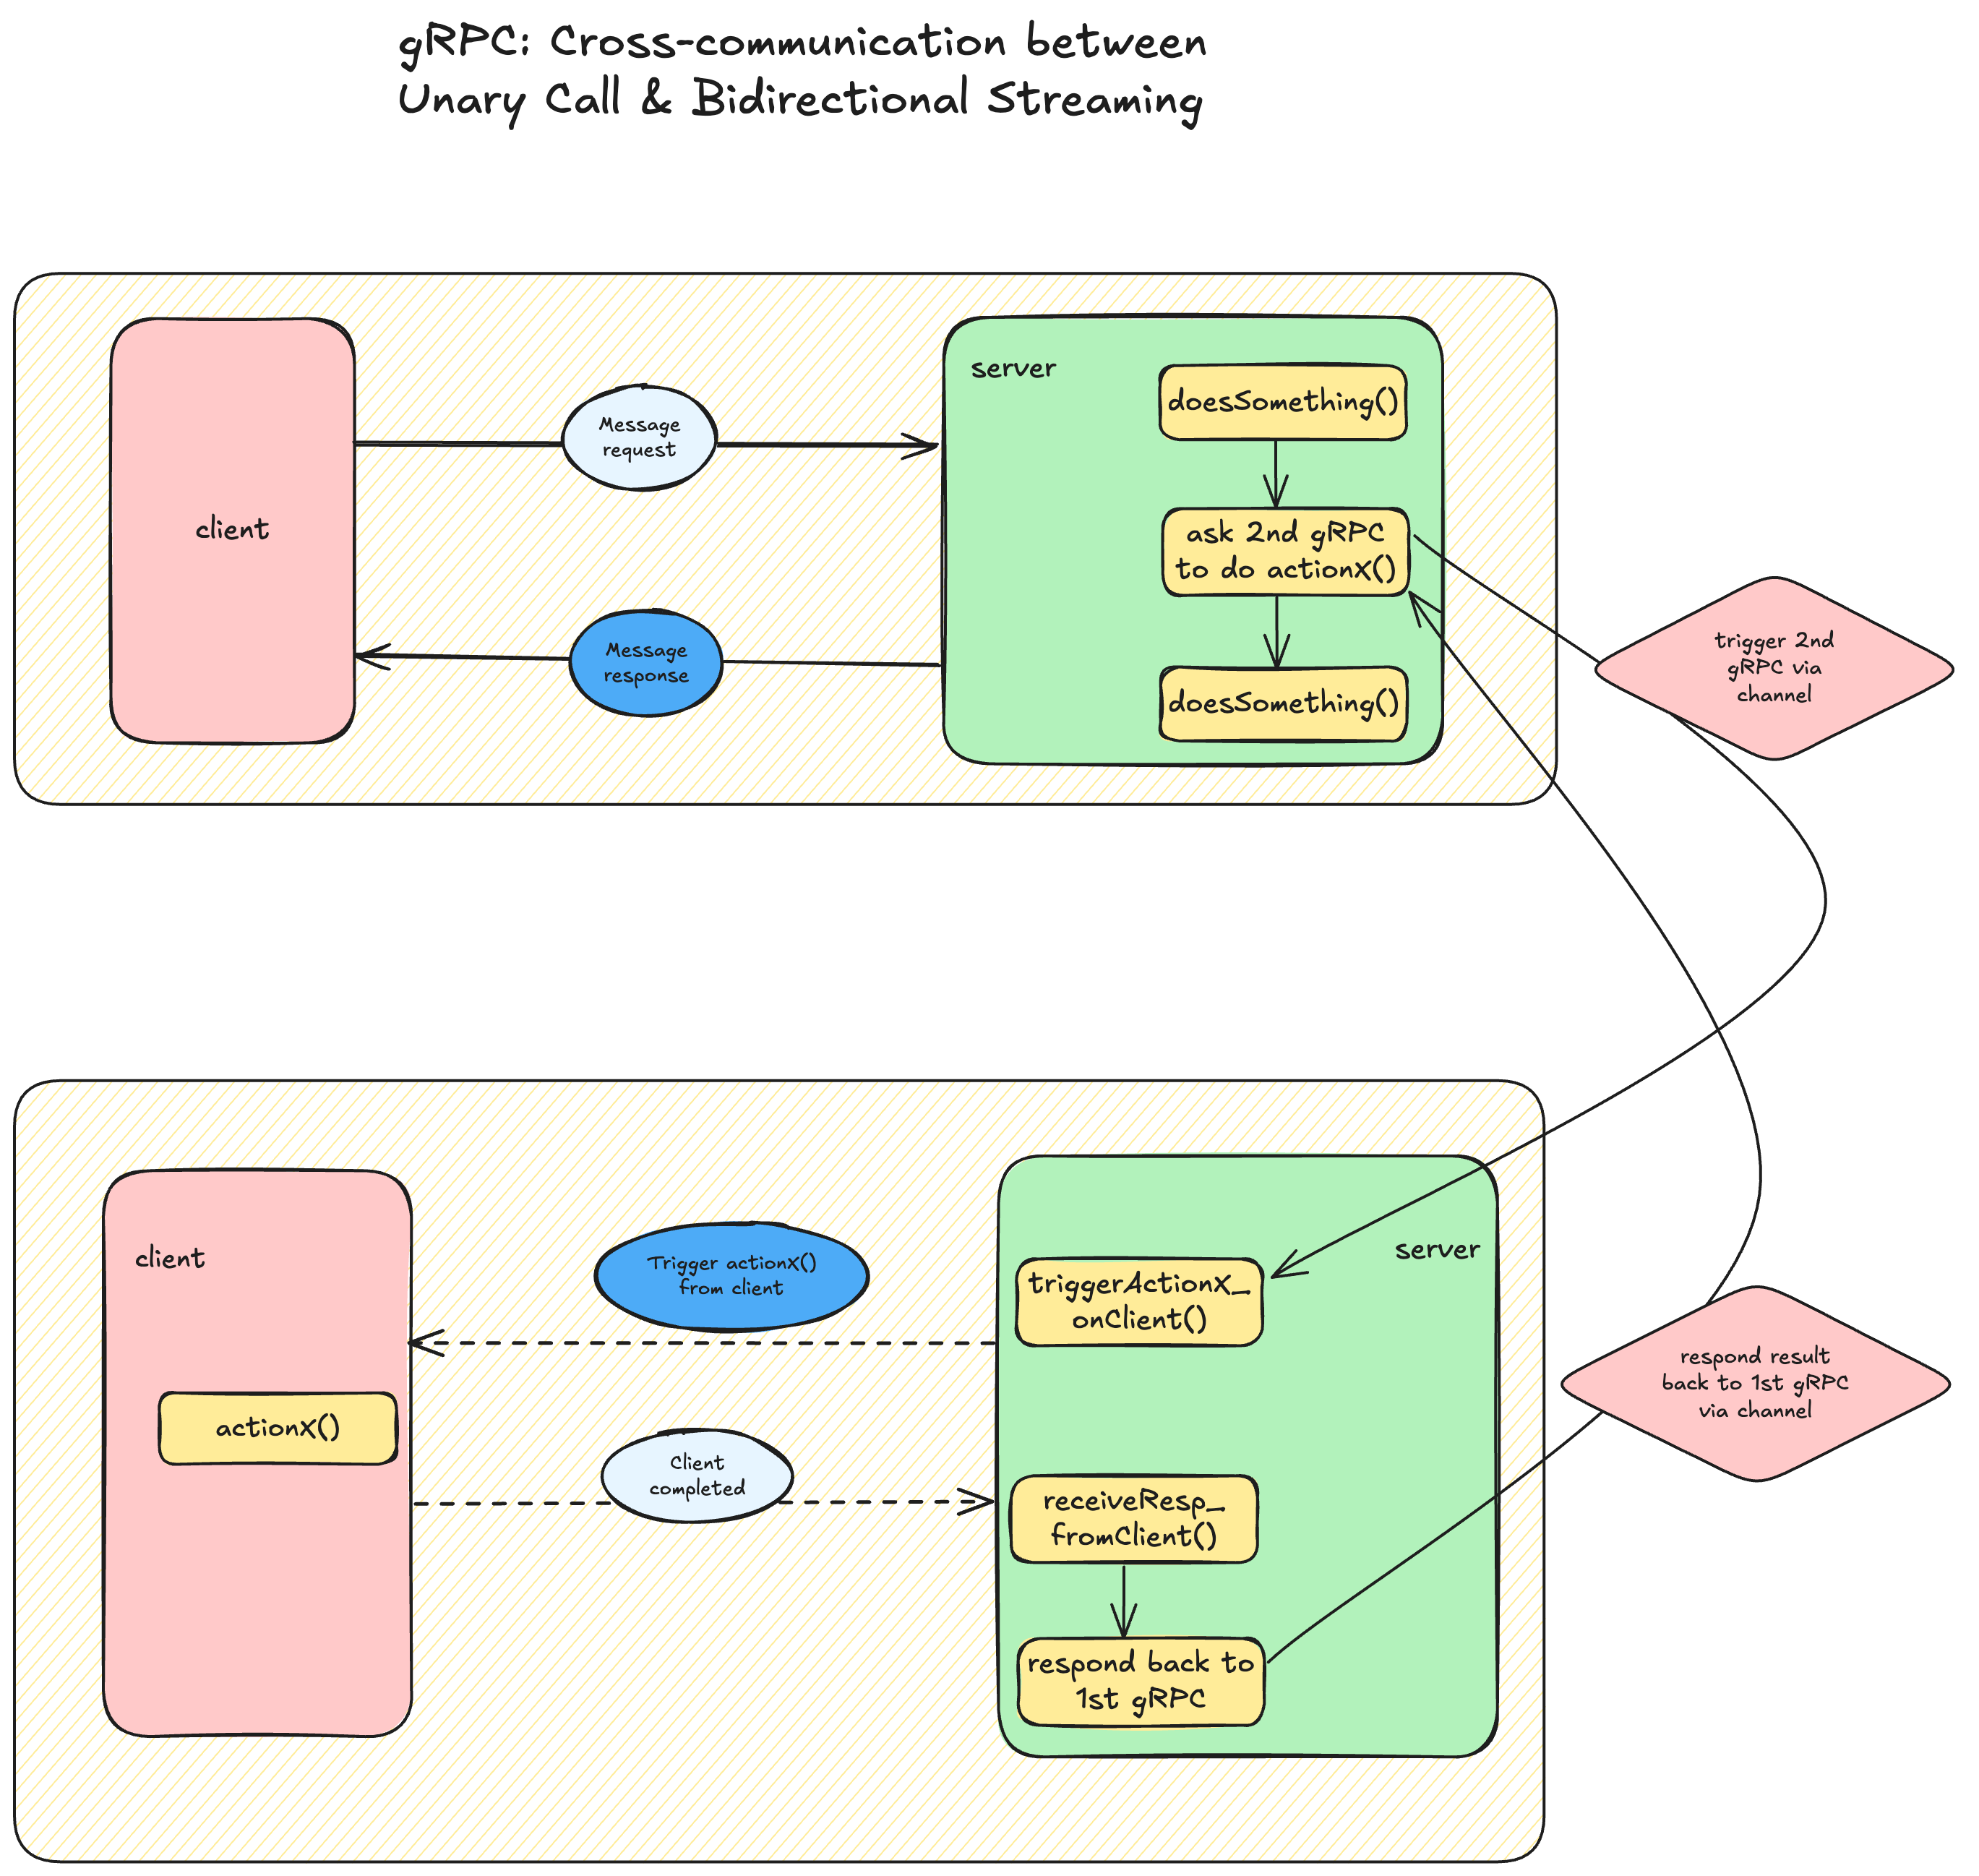 gRPC: Cross-communication between
Unary Call & Bidirectional Streaming
client
Message
request
Message
response
server
doesSomething()
ask 2nd gRPC
to do actionX()
doesSomething()
trigger 2nd
gRPC via
channel
client
actionX()
Trigger actionX()
from client
Client
completed
server
triggerActionX_
onClient()
receiveResp_
fromClient()
respond back to
1st gRPC
respond result
back to 1st gRPC
via channel